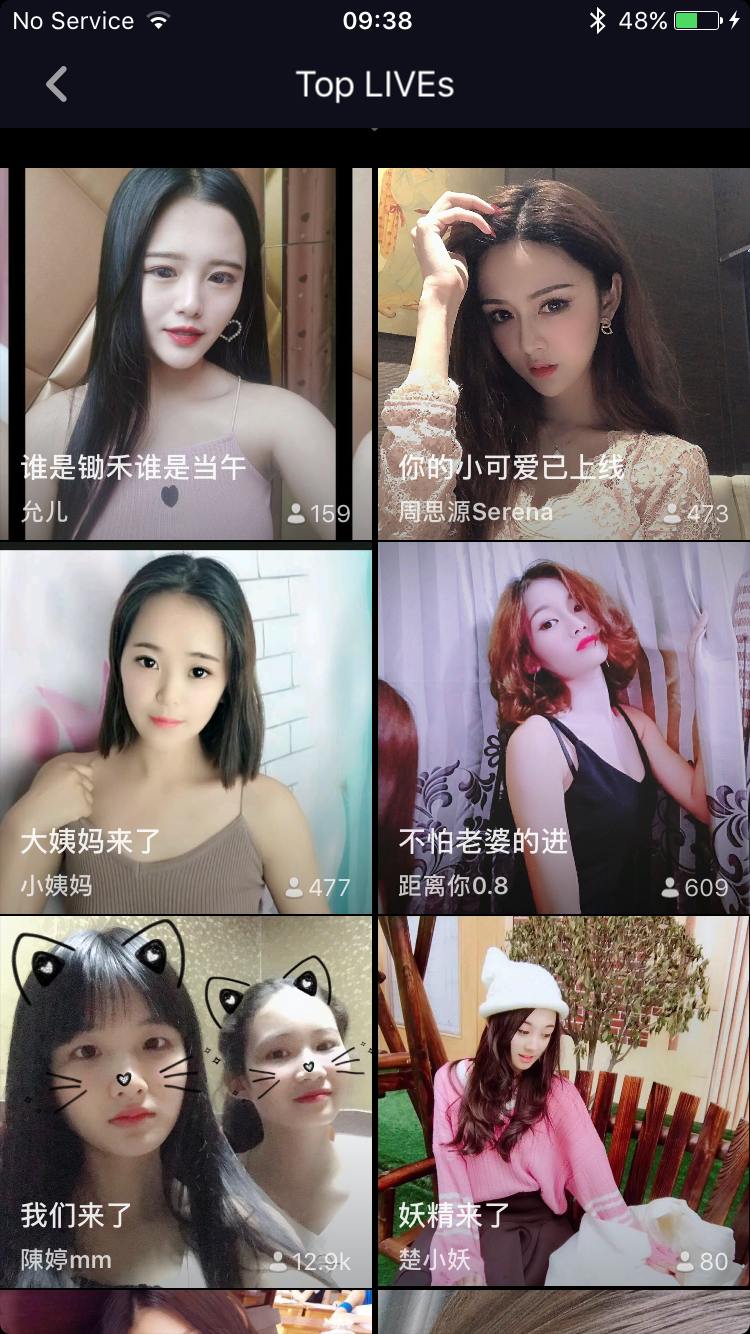 No Service 09:38 48%
Top LIVEs
谁是锄禾谁是当午
允儿 159
你的小可爱已上线
周思源Serena 473
大姨妈来了
小姨妈 477
不怕老婆的进
距离你0.8 609
我们来了
陳婷mm 12.9k
妖精来了
楚小妖 80